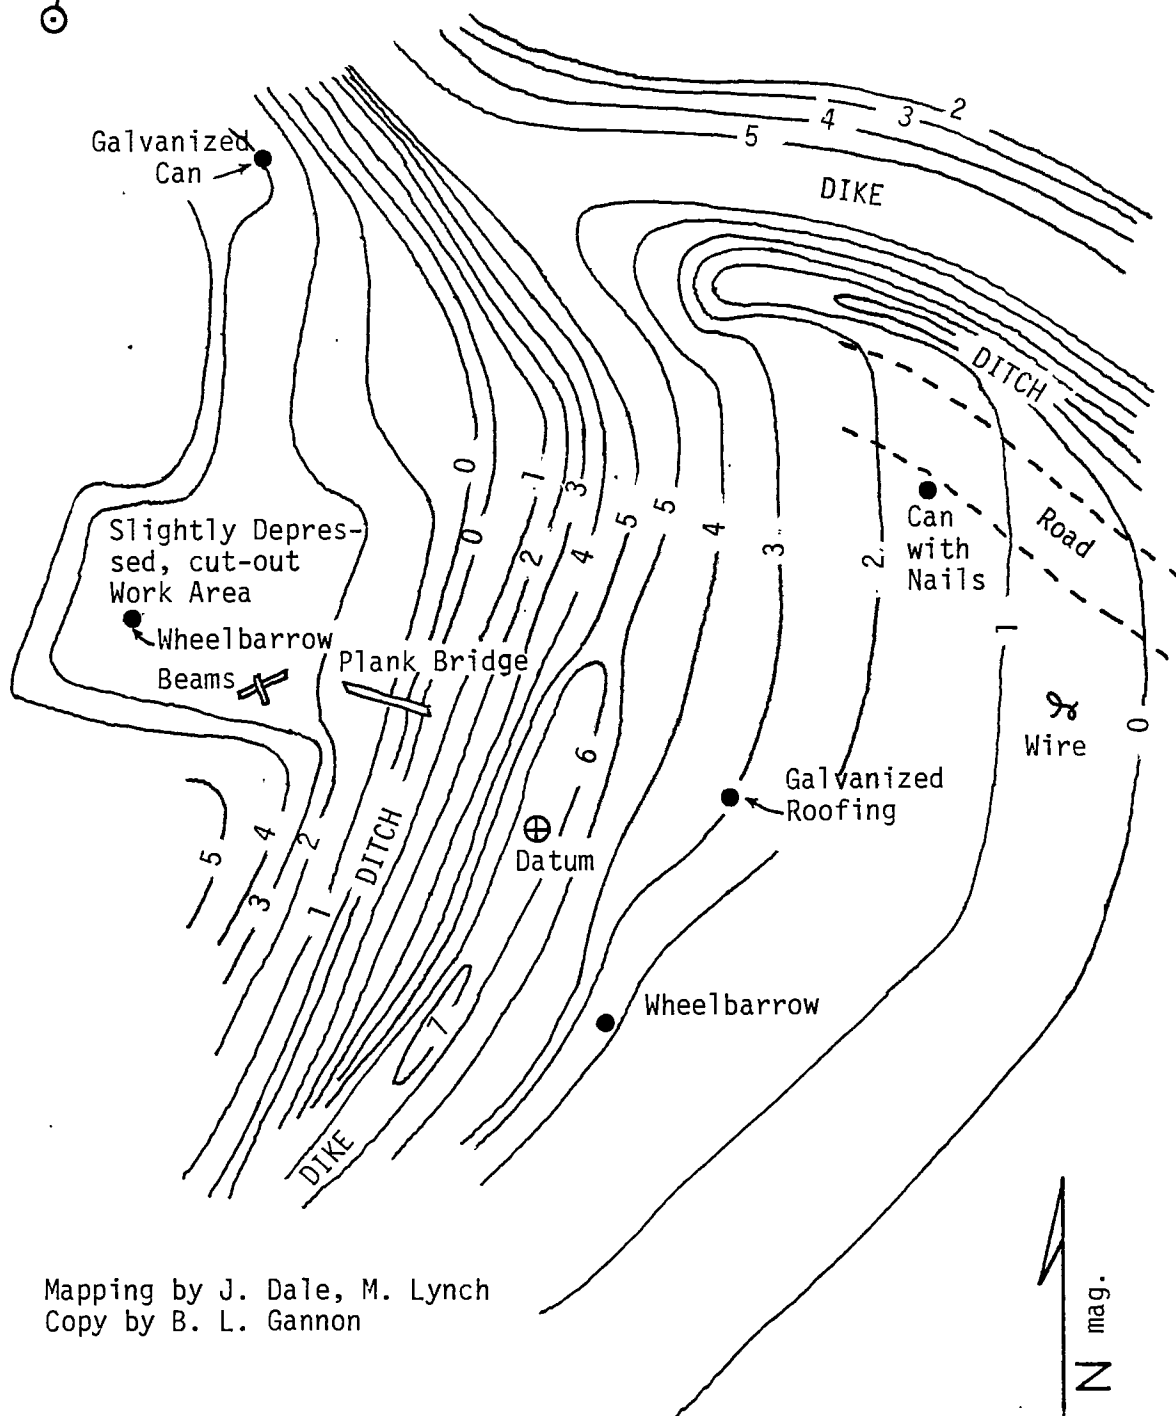 2
3
4
5
DIKE
Galvanized
Can
DITCH
0
1
3
5
5
4
3
2
0
2
4
Can
with
Nails
Road
Slightly Depres-
sed, cut-out
Work Area
Wheelbarrow
Beams
Plank Bridge
1
0
Wire
6
Galvanized
Roofing
Datum
DITCH
5
4
2
3
1
Wheelbarrow
7
DIKE
Mapping by J. Dale, M. Lynch
Copy by B. L. Gannon
N mag.